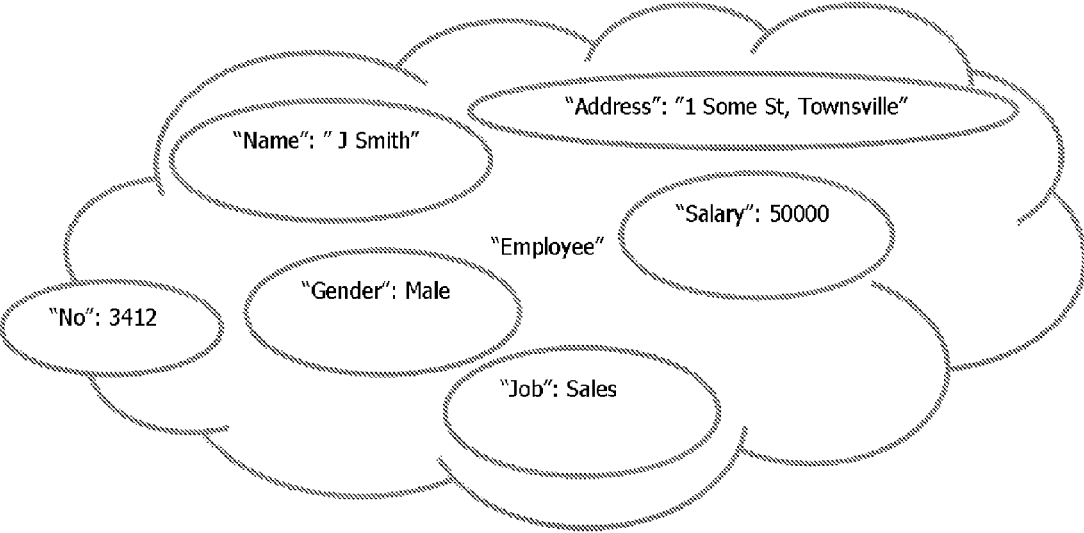 “Address”: ”1 Some St, Townsville”
“Name”: ” J Smith”
“Salary”: 50000
“Employee”
“Gender”: Male
“No”: 3412
“Job”: Sales